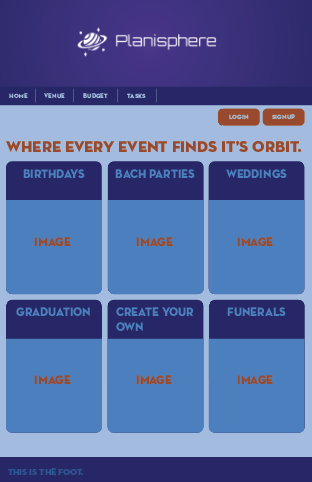 Planisphere
HOME VENUE BUDGET TASKS
LOGIN SIGNUP
WHERE EVERY EVENT FINDS IT'S ORBIT.
BIRTHDAYS BACH PARTIES WEDDINGS
IMAGE IMAGE IMAGE
GRADUATION CREATE YOUR OWN FUNERALS
IMAGE IMAGE IMAGE
THIS IS THE FOOT.